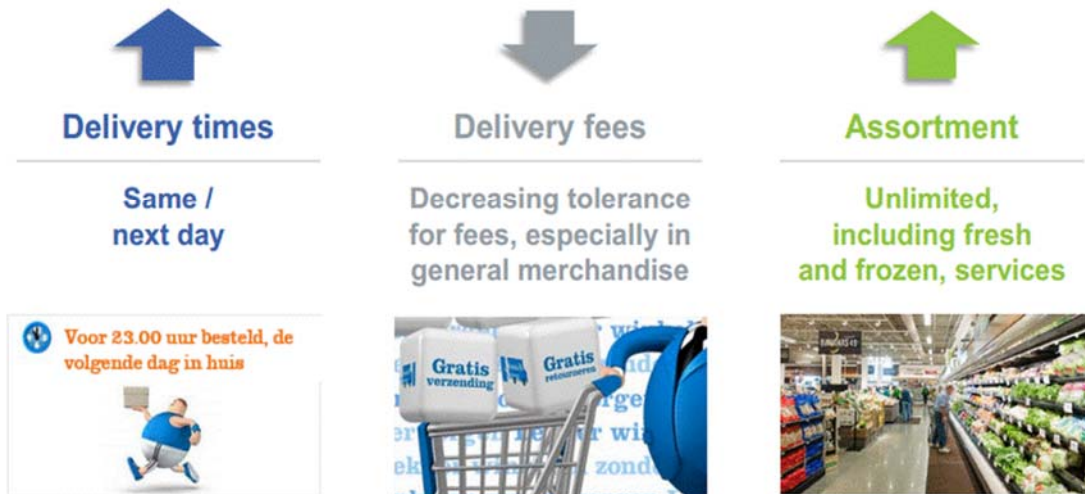 Delivery times
Same /
next day
Voor 23.00 uur besteld, de
volgende dag in huis
Delivery fees
Decreasing tolerance
for fees, especially in
general merchandise
Gratis
verzending
Gratis
retourneren
Assortment
Unlimited,
including fresh
and frozen, services